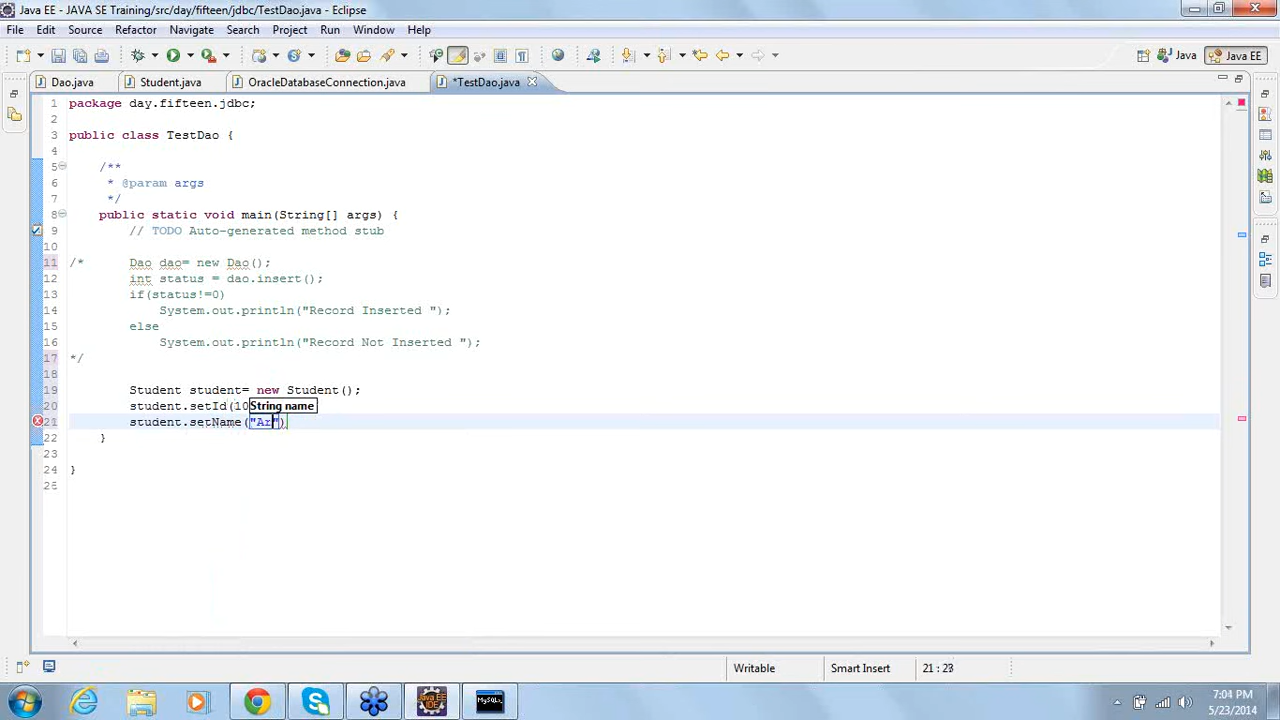 Java EE - JAVA SE Training/src/day/fifteen/jdbc/TestDao.java - Eclipse
File Edit Source Refactor Navigate Search Project Run Window Help
Java Java EE
Dao.java Student.java OracleDatabaseConnection.java *TestDao.java
1 package day.fifteen.jdbc;
2
3 public class TestDao {
4
5 /**
6 * @param args
7 */
8 public static void main(String[] args) {
9 // TODO Auto-generated method stub
10
11 /* Dao dao= new Dao();
12 int status = dao.insert();
13 if(status!=0)
14 System.out.println("Record Inserted ");
15 else
16 System.out.println("Record Not Inserted ");
17 */
18
19 Student student= new Student();
20 student.setId(10 String name
21 student.setName("Ar")
22 }
23
24 }
25
Writable Smart Insert 21 : 23
Java EE IDE
MySQL
7:04 PM
5/23/2014